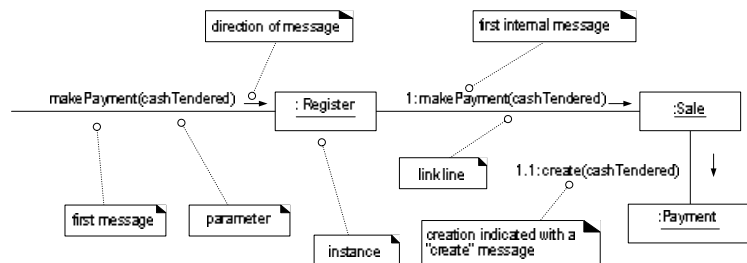 direction of message
first internal message
makePayment(cashTendered)
: Register
1: makePayment(cashTendered)
:Sale
link line
1.1: create(cashTendered)
first message
parameter
instance
creation indicated with a
"create" message
:Payment